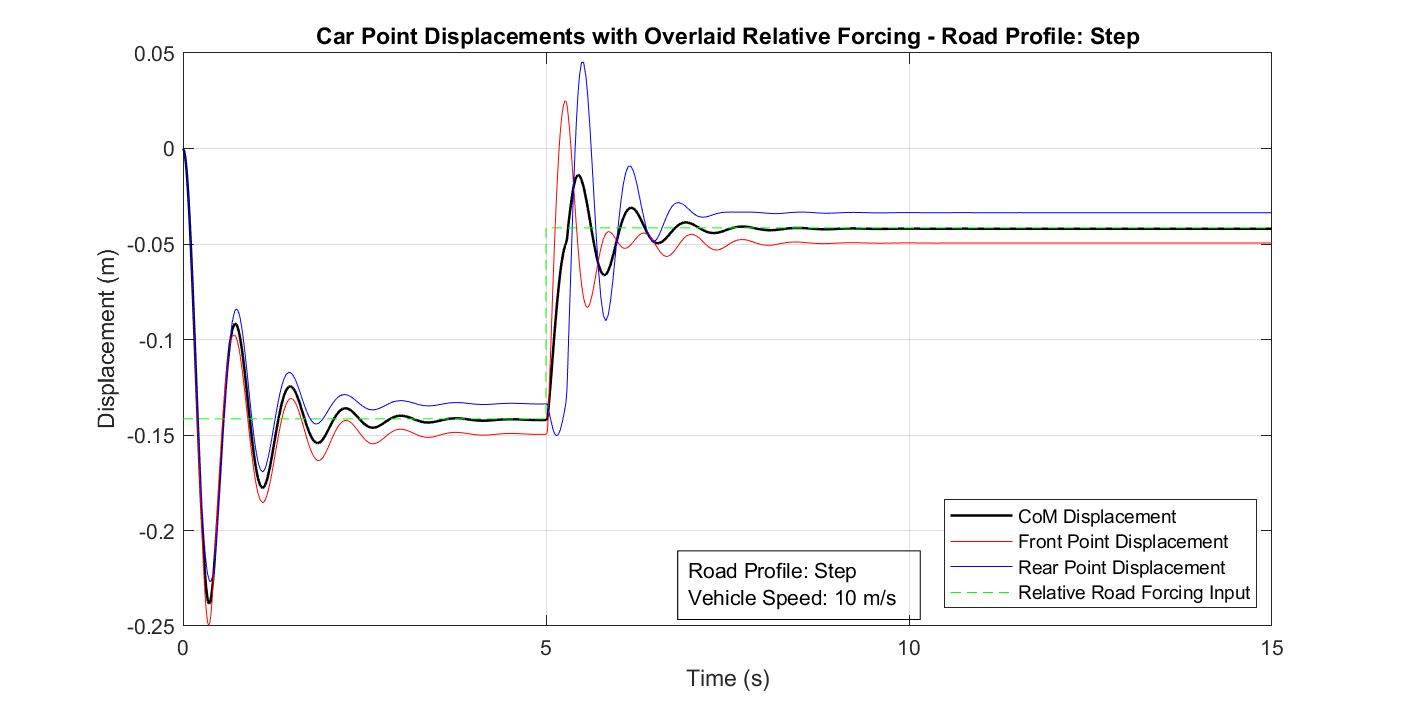 Car Point Displacements with Overlaid Relative Forcing - Road Profile: Step
0.05
0
-0.05
-0.1
-0.15
-0.2
-0.25
Displacement (m)
0
5
10
15
Time (s)
Road Profile: Step
Vehicle Speed: 10 m/s
CoM Displacement
Front Point Displacement
Rear Point Displacement
Relative Road Forcing Input